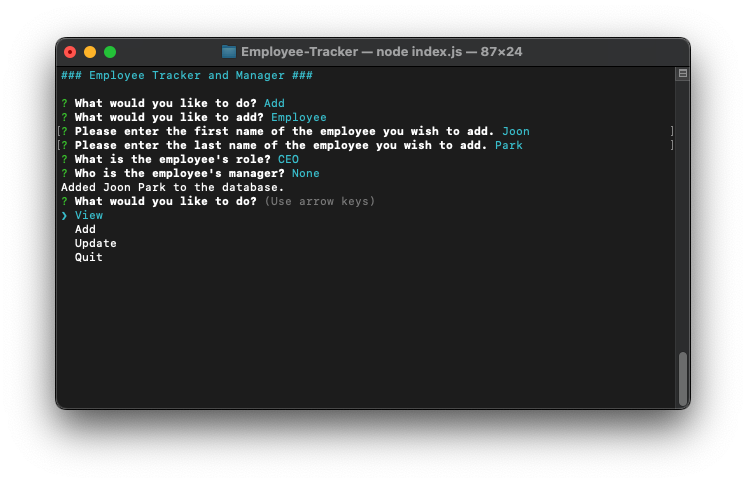 Employee-Tracker — node index.js — 87×24
### Employee Tracker and Manager ###
? What would you like to do? Add
? What would you like to add? Employee
[? Please enter the first name of the employee you wish to add. Joon ]
[? Please enter the last name of the employee you wish to add. Park ]
? What is the employee's role? CEO
? Who is the employee's manager? None
Added Joon Park to the database.
? What would you like to do? (Use arrow keys)
❯ View
Add
Update
Quit